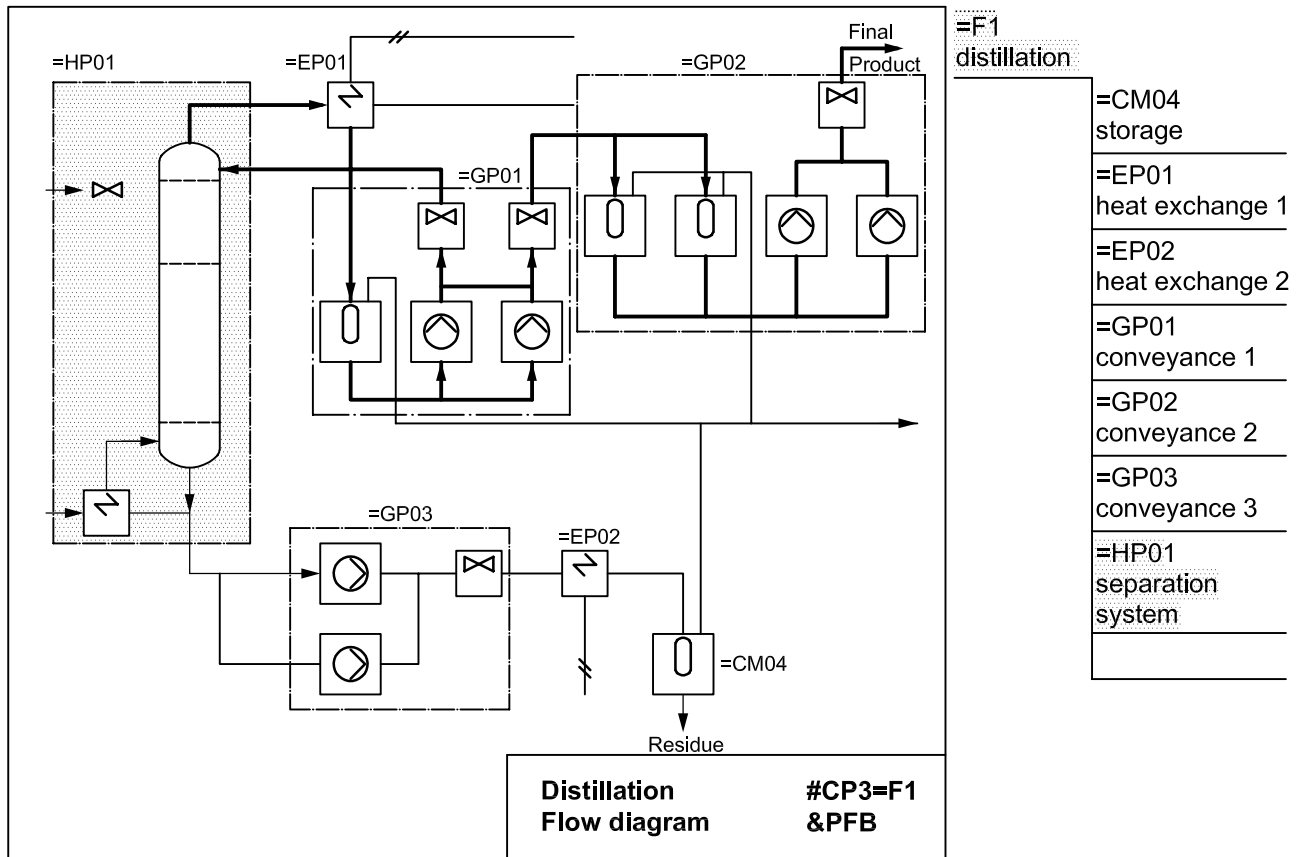 =HP01
=EP01
=GP02
Final
Product
=GP01
=GP03
=EP02
=CM04
Residue
Distillation #CP3=F1
Flow diagram &PFB
=F1
distillation
=CM04
storage
=EP01
heat exchange 1
=EP02
heat exchange 2
=GP01
conveyance 1
=GP02
conveyance 2
=GP03
conveyance 3
=HP01
separation
system